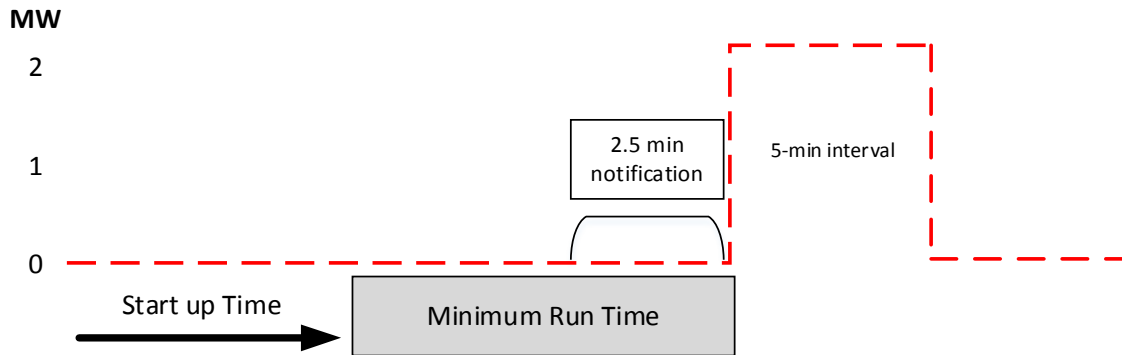 MW
2
1
0
2.5 min
notification
5-min interval
Start up Time
Minimum Run Time